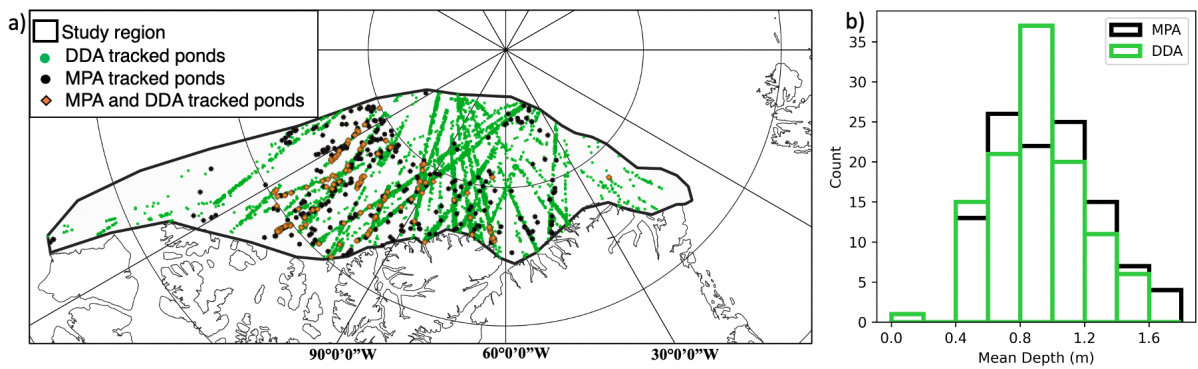 a)
Study region
DDA tracked ponds
MPA tracked ponds
MPA and DDA tracked ponds
90°0'0"W
60°0'0"W
30°0'0"W
b)
MPA
DDA
Count
35
30
25
20
15
10
5
0
0.0
0.4
0.8
1.2
1.6
Mean Depth (m)